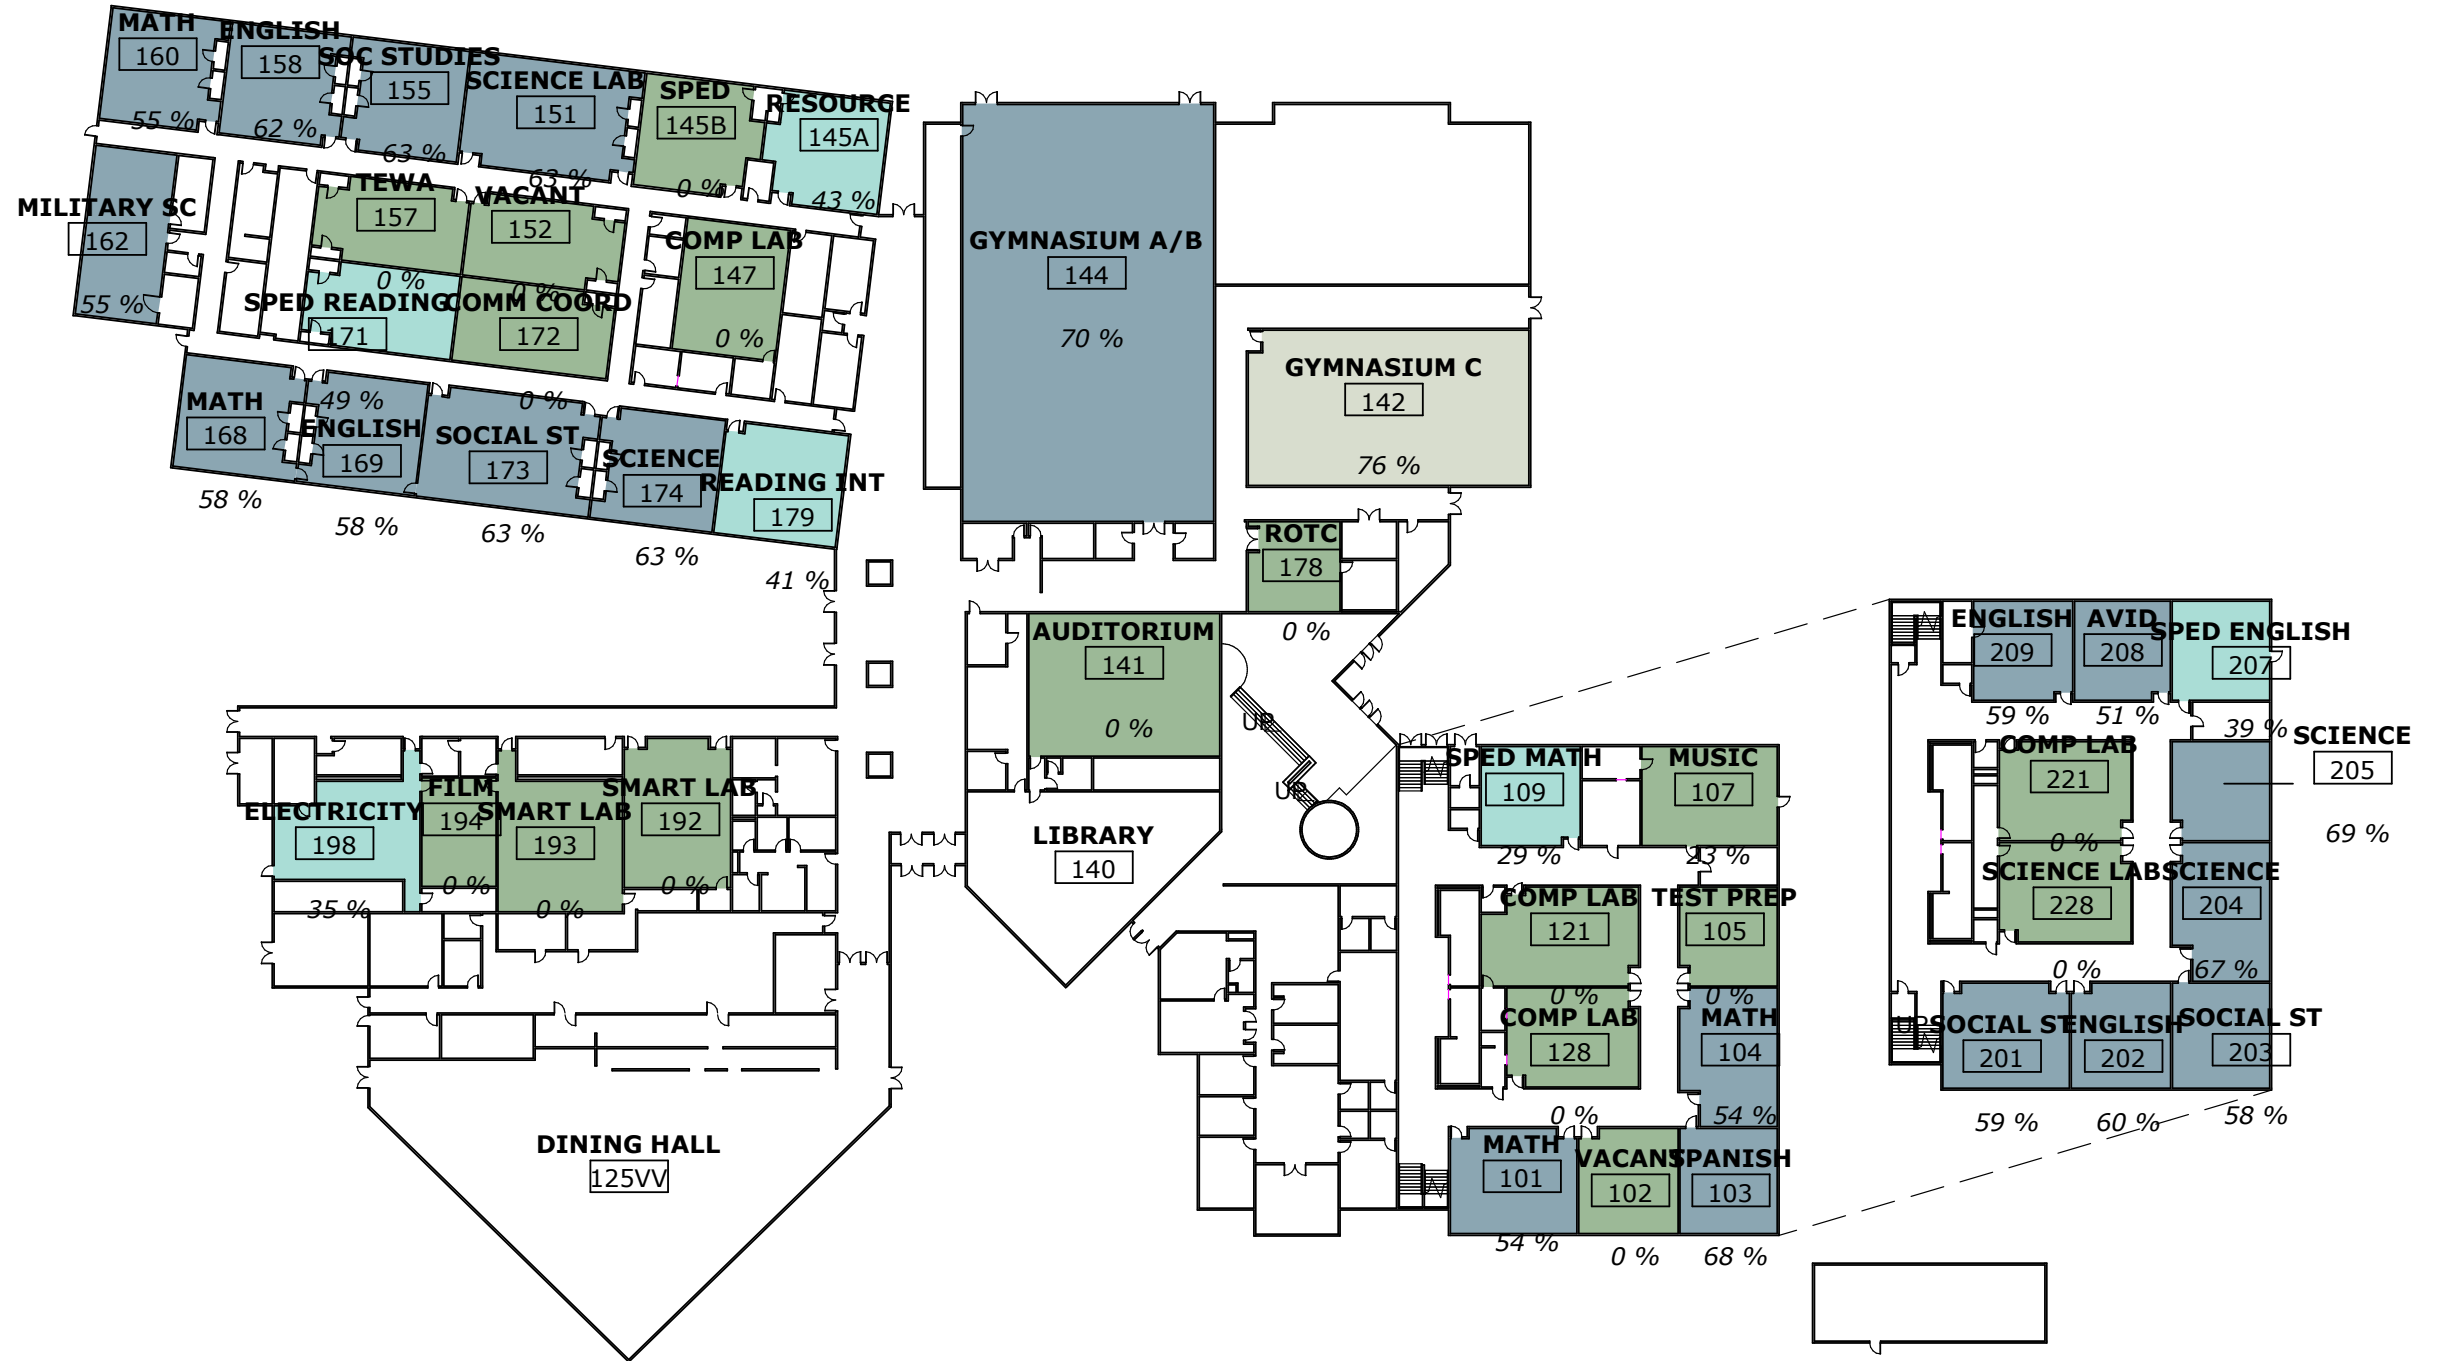 MATH
160
55 %
ENGLISH
158
62 %
SOC STUDIES
155
63 %
SCIENCE LAB
151
63 %
SPED
145B
0 %
RESOURCE
145A
43 %
MILITARY SC
162
55 %
TEWA
157
0 %
VACANT
152
0 %
COMP LAB
147
0 %
SPED READING
171
49 %
COMM COORD
172
0 %
MATH
168
58 %
ENGLISH
169
58 %
SOCIAL ST
173
63 %
SCIENCE
174
63 %
READING INT
179
41 %
GYMNASIUM A/B
144
70 %
GYMNASIUM C
142
76 %
ROTC
178
0 %
AUDITORIUM
141
0 %
UP
UP
LIBRARY
140
ELECTRICITY
198
35 %
FILM
194
0 %
SMART LAB
193
0 %
SMART LAB
192
0 %
DINING HALL
125VV
SPED MATH
109
29 %
MUSIC
107
23 %
COMP LAB
121
0 %
TEST PREP
105
0 %
COMP LAB
128
0 %
MATH
104
54 %
MATH
101
54 %
VACANT
102
0 %
SPANISH
103
68 %
ENGLISH
209
59 %
AVID
208
51 %
SPED ENGLISH
207
39 %
SCIENCE
205
69 %
COMP LAB
221
0 %
SCIENCE LAB
228
0 %
SCIENCE
204
67 %
UP
SOCIAL ST
201
59 %
ENGLISH
202
60 %
SOCIAL ST
203
58 %